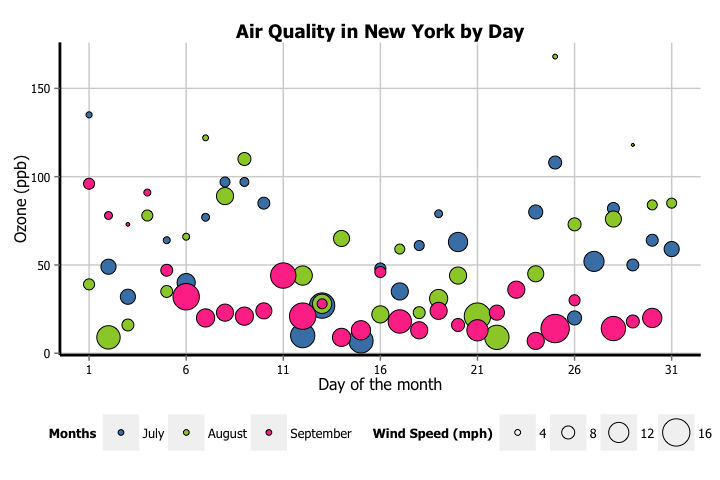 Air Quality in New York by Day
Ozone (ppb)
150
100
50
0
1 6 11 16 21 26 31
Day of the month
Months July August September Wind Speed (mph) 4 8 12 16